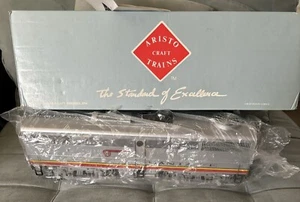 ARISTO
CRAFT
TRAINS
The Standard of Excellence